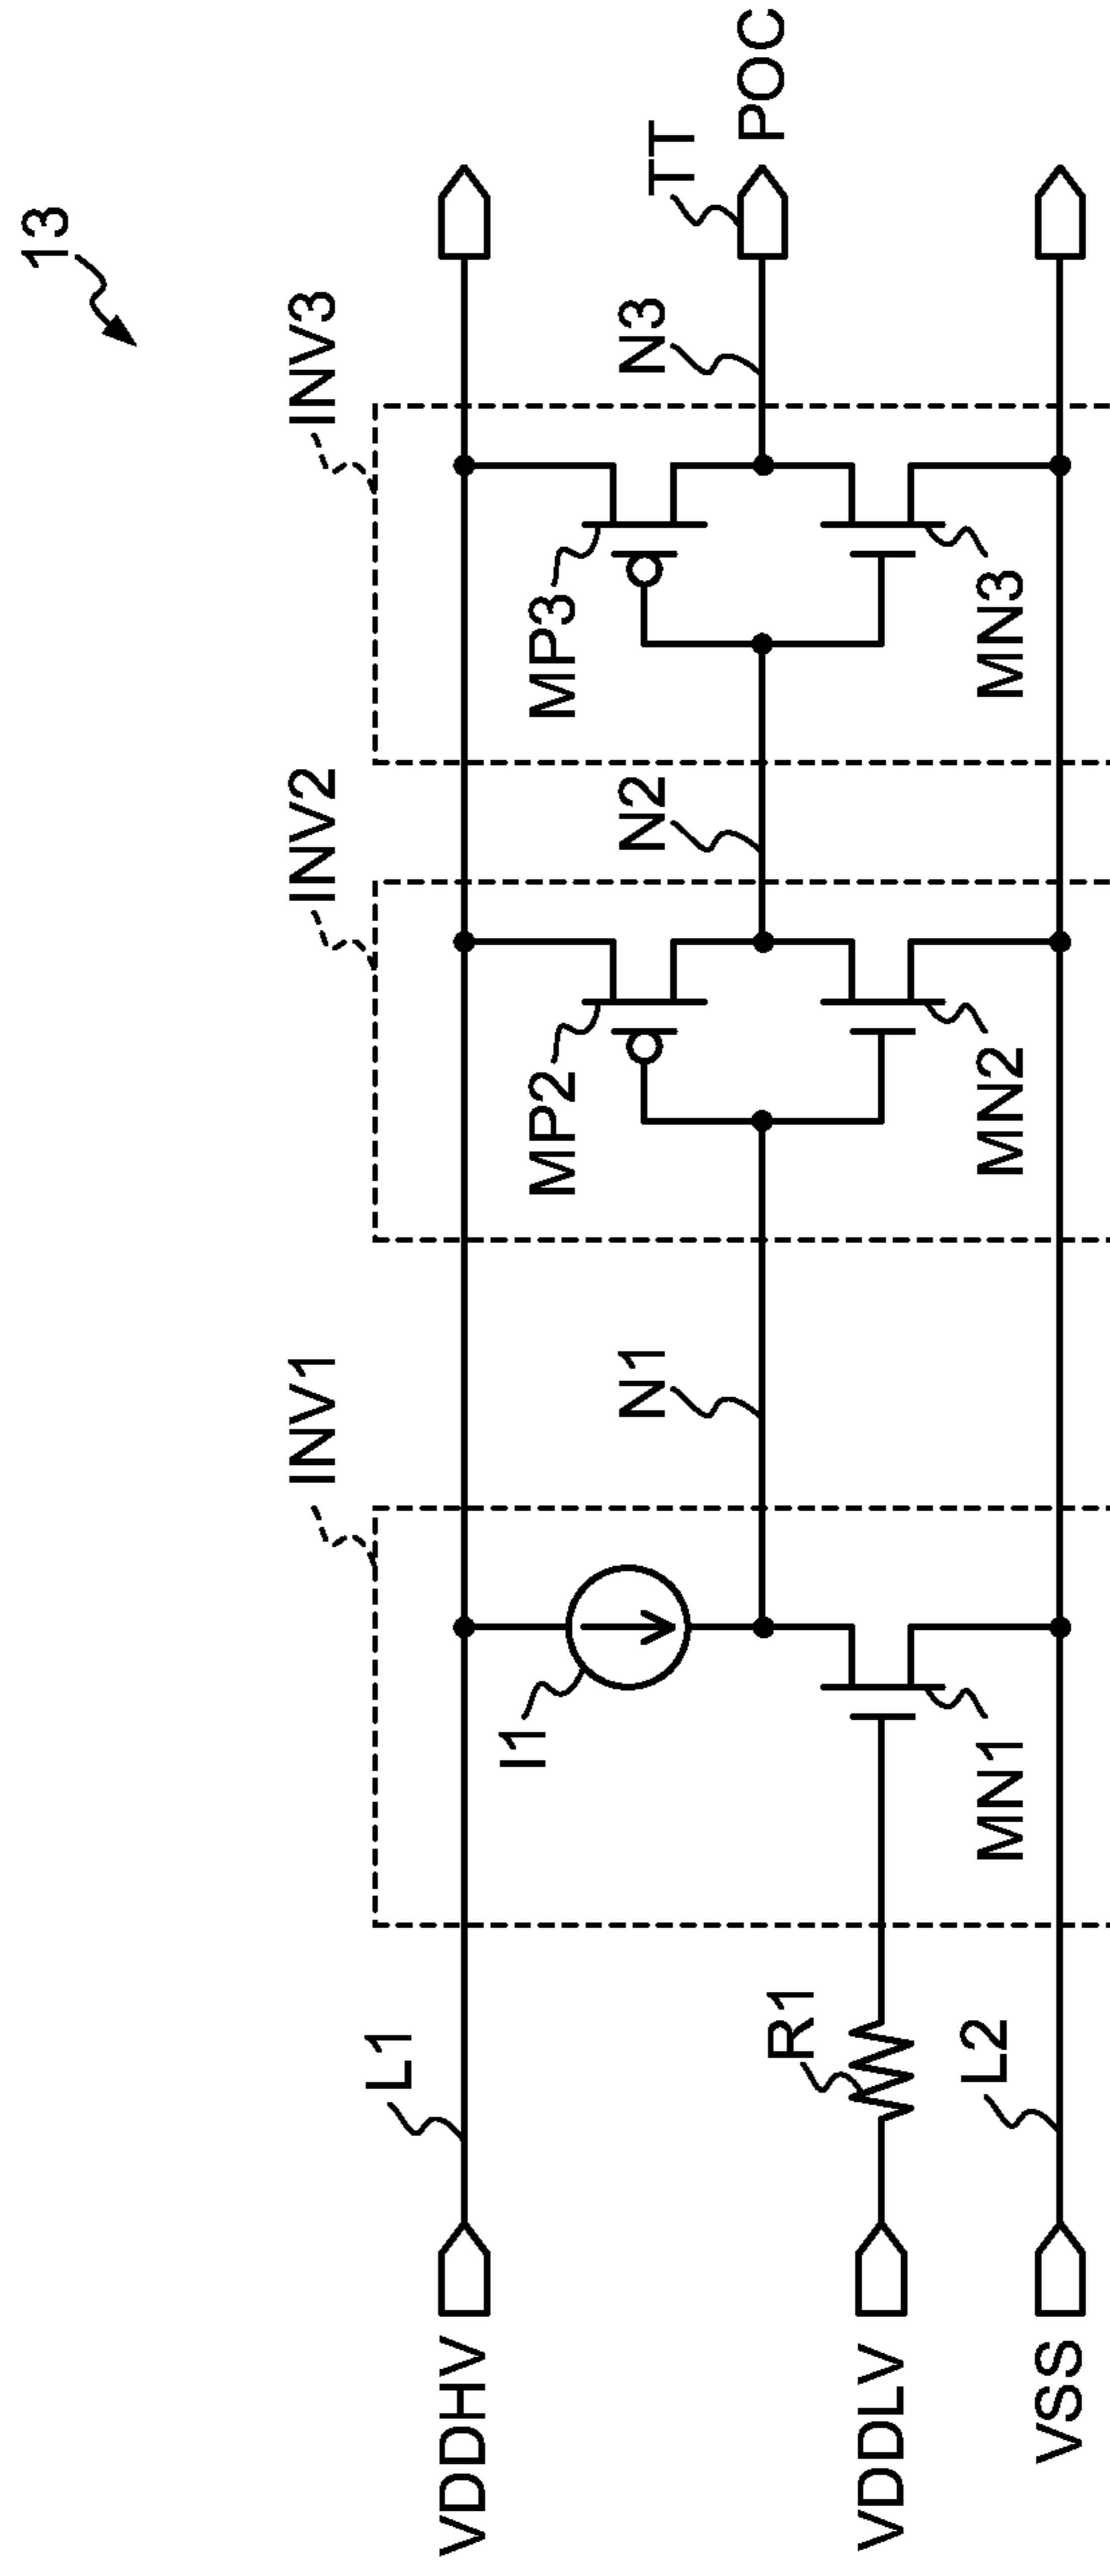 13
INV1
INV2
INV3
VDDHV
L1
I1
N1
MP2
N2
MP3
N3
TT
POC
VDDLV
R1
MN1
MN2
MN3
VSS
L2